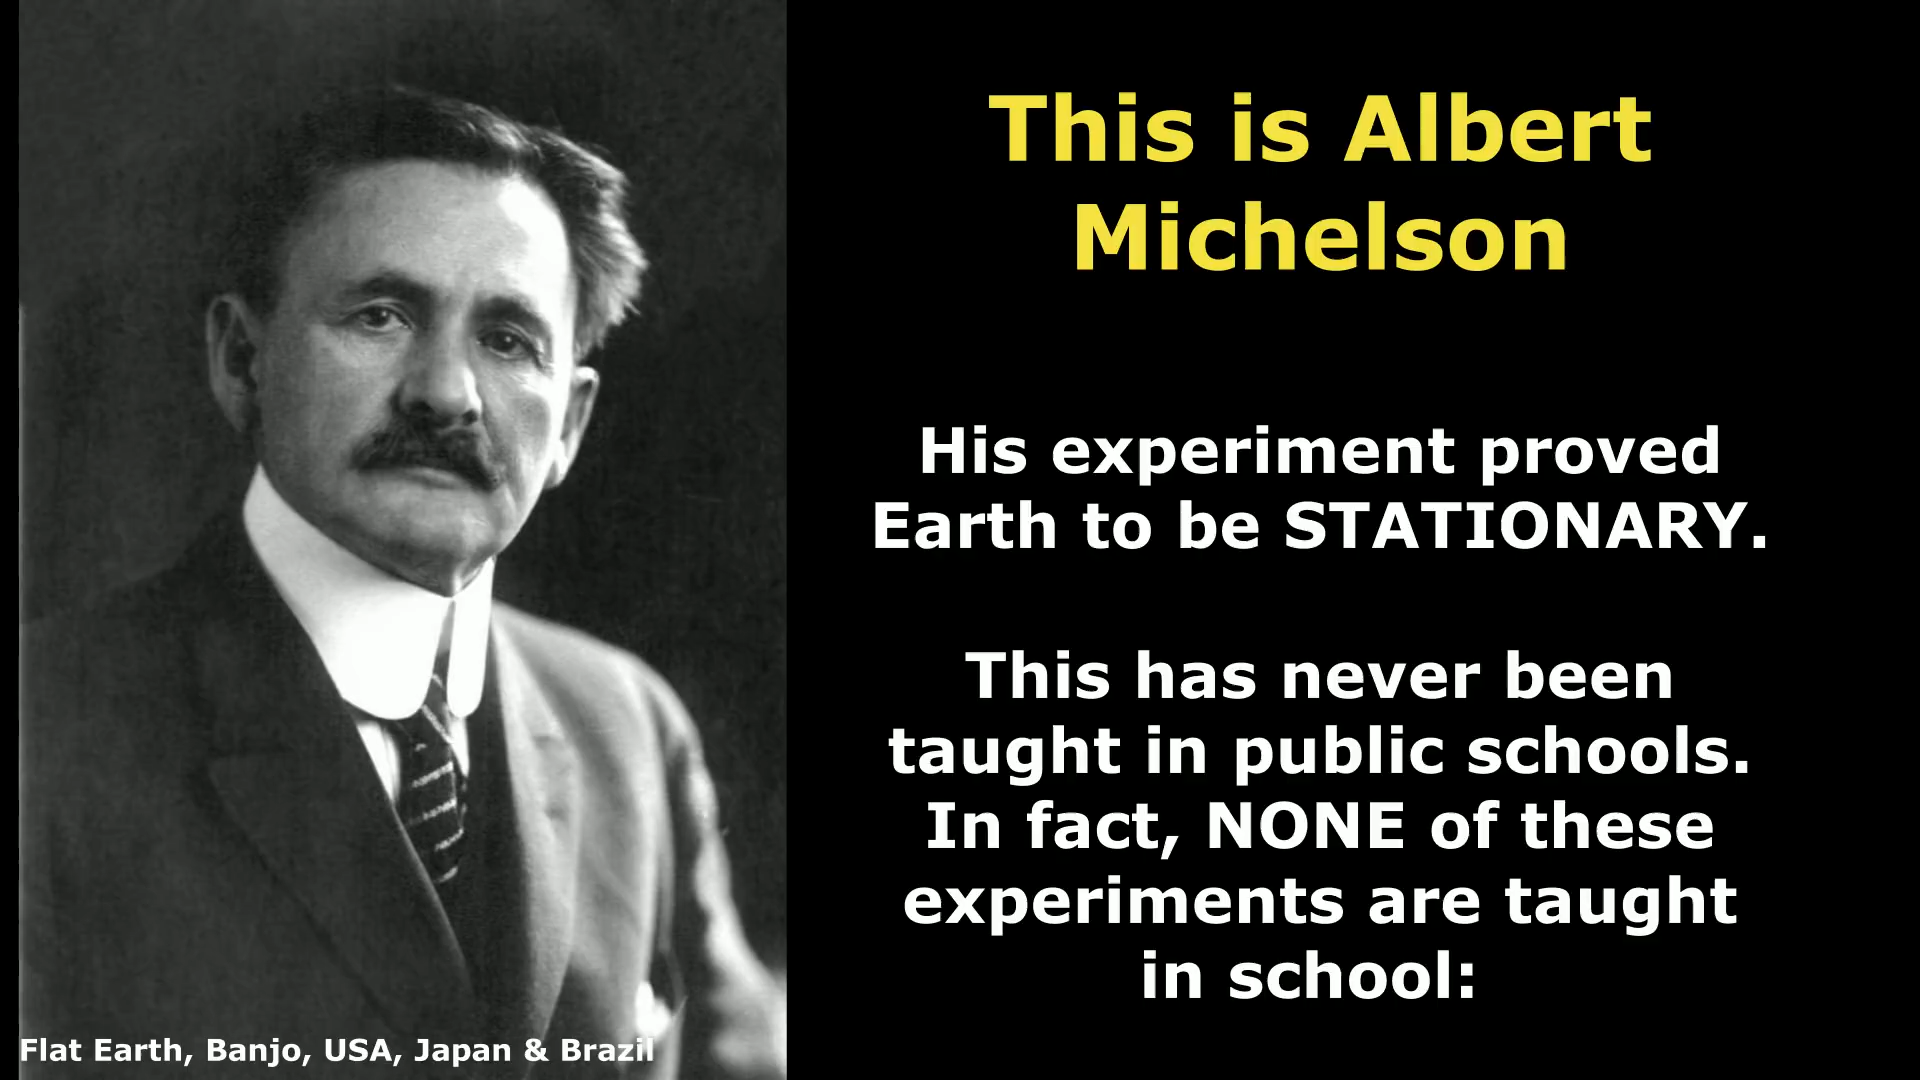 This is Albert
Michelson
His experiment proved
Earth to be STATIONARY.
This has never been
taught in public schools.
In fact, NONE of these
experiments are taught
in school:
Flat Earth, Banjo, USA, Japan & Brazil